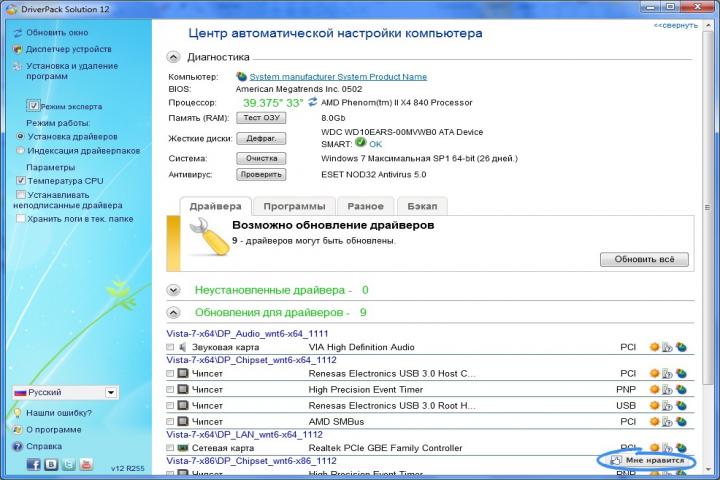 DriverPack Solution 12
Обновить окно
Диспетчер устройств
Установка и удаление
программ
Режим эксперта
Режим работы:
Установка драйверов
Индексация драйверпаков
Параметры
Температура CPU
Устанавливать
неподписанные драйвера
Хранить логи в тек. папке
Русский
Нашли ошибку?
О программе
Справка
v12 R255
<<свернуть
Центр автоматической настройки компьютера
Диагностика
Компьютер: System manufacturer System Product Name
BIOS: American Megatrends Inc. 0502
Процессор: 39.375° 33° AMD Phenom(tm) II X4 840 Processor
Память (RAM): Тест ОЗУ 8.0Gb
WDC WD10EARS-00MVWB0 ATA Device
Жесткие диски: Дефраг.
SMART: OK
Система: Очистка Windows 7 Максимальная SP1 64-bit (26 дней.)
Антивирус: Проверить ESET NOD32 Antivirus 5.0
Драйвера Программы Разное Бэкап
Возможно обновление драйверов
9 - драйверов могут быть обновлены.
Обновить всё
Неустановленные драйвера - 0
Обновления для драйверов - 9
Vista-7-x64\DP_Audio_wnt6-x64_1111
Звуковая карта VIA High Definition Audio PCI
Vista-7-x64\DP_Chipset_wnt6-x64_1112
Чипсет Renesas Electronics USB 3.0 Host C... PCI
Чипсет High Precision Event Timer PNP
Чипсет Renesas Electronics USB 3.0 Root H... USB
Чипсет AMD SMBus PCI
Vista-7-x64\DP_LAN_wnt6-x64_1112
Сетевая карта Realtek PCIe GBE Family Controller PCI
Vista-7-x86\DP_Chipset_wnt6-x86_1112
Мне нравится
Чипсет High Precision Event Timer PNP